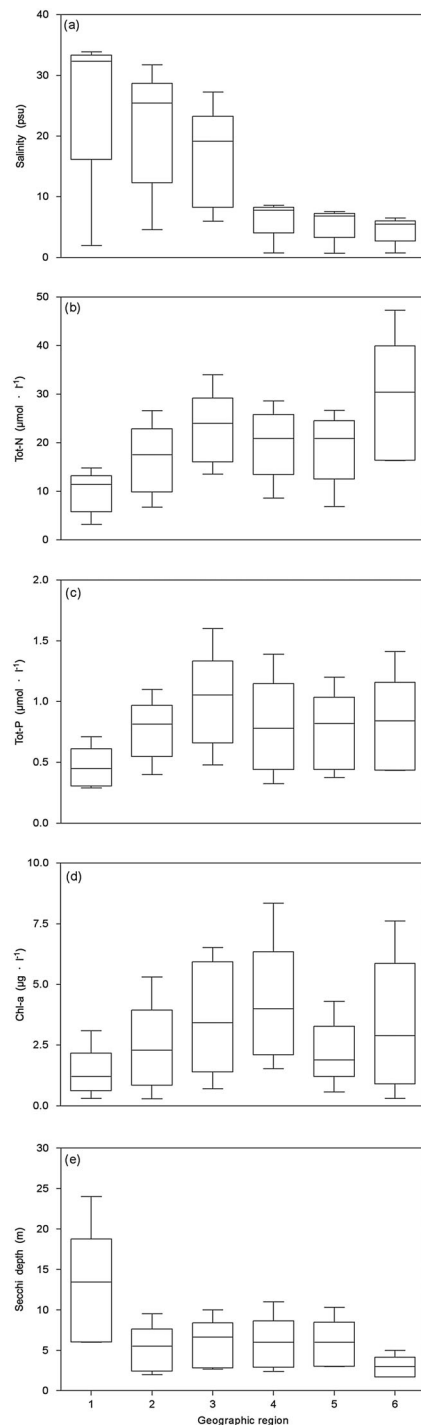 (a)
40
30
20
10
0
Salinity (psu)
(b)
50
40
30
20
10
0
Tot-N (µmol · l⁻¹)
(c)
2.0
1.5
1.0
0.5
0.0
Tot-P (µmol · l⁻¹)
(d)
10.0
7.5
5.0
2.5
0.0
Chl-a (µg · l⁻¹)
(e)
30
25
20
15
10
5
0
Secchi depth (m)
1 2 3 4 5 6
Geographic region